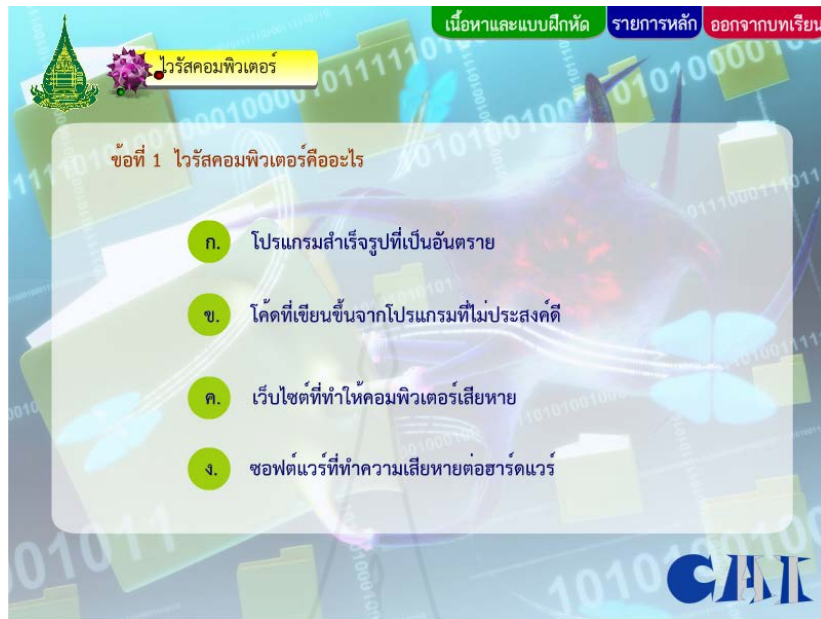 เนื้อหาและแบบฝึกหัด รายการหลัก ออกจากบทเรียน
ไวรัสคอมพิวเตอร์
ข้อที่ 1 ไวรัสคอมพิวเตอร์คืออะไร
ก. โปรแกรมสำเร็จรูปที่เป็นอันตราย
ข. โค้ดที่เขียนขึ้นจากโปรแกรมที่ไม่ประสงค์ดี
ค. เว็บไซต์ที่ทำให้คอมพิวเตอร์เสียหาย
ง. ซอฟต์แวร์ที่ทำความเสียหายต่อฮาร์ดแวร์
CAI